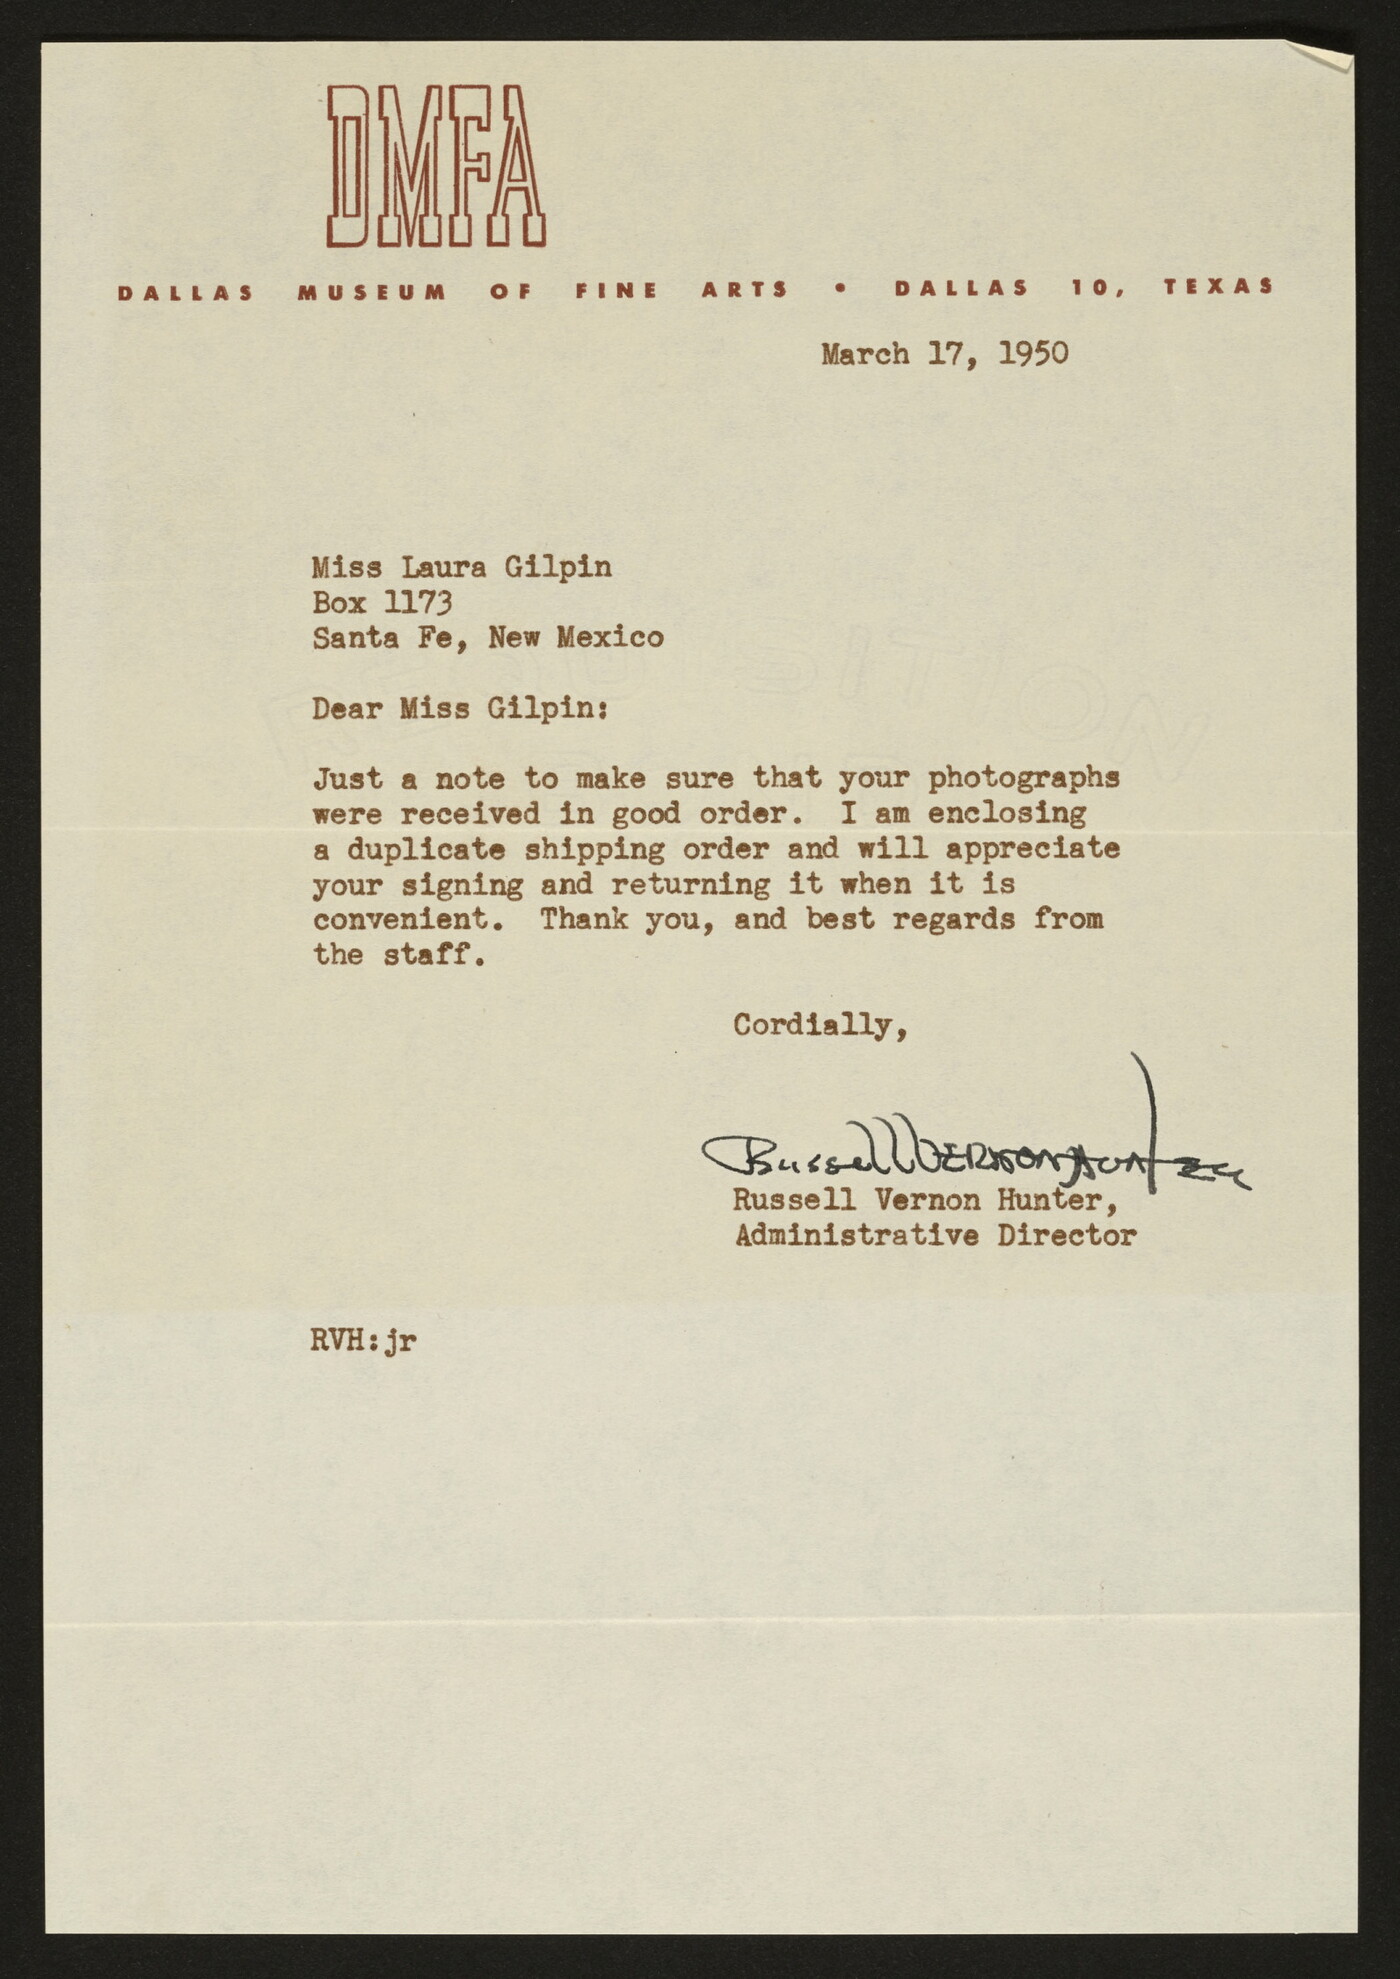 DMFA
DALLAS MUSEUM OF FINE ARTS • DALLAS 10, TEXAS
March 17, 1950
Miss Laura Gilpin
Box 1173
Santa Fe, New Mexico
Dear Miss Gilpin:
Just a note to make sure that your photographs
were received in good order. I am enclosing
a duplicate shipping order and will appreciate
your signing and returning it when it is
convenient. Thank you, and best regards from
the staff.
Cordially,
Russell Vernon Hunter
Russell Vernon Hunter,
Administrative Director
RVH:jr